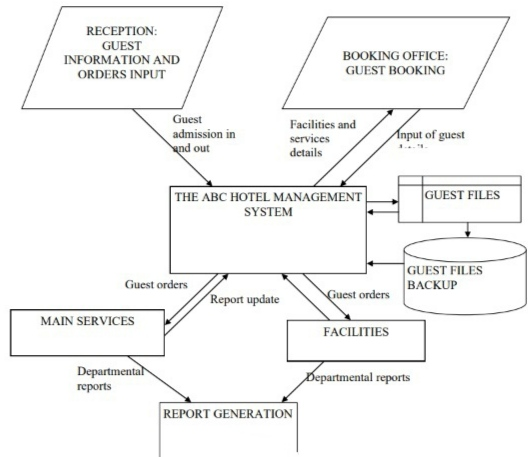 RECEPTION:
GUEST
INFORMATION AND
ORDERS INPUT
BOOKING OFFICE:
GUEST BOOKING
Guest
admission in
and out
Facilities and
services
details
Input of guest
THE ABC HOTEL MANAGEMENT
SYSTEM
GUEST FILES
GUEST FILES
BACKUP
Guest orders
Report update
Guest orders
MAIN SERVICES
FACILITIES
Departmental
reports
Departmental reports
REPORT GENERATION